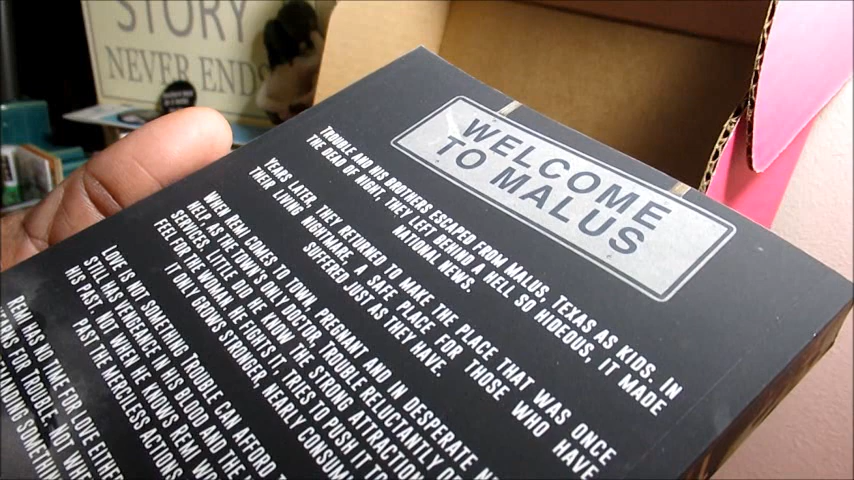 STORY
NEVER ENDS
WELCOME
TO MALUS
TROUBLE AND HIS BROTHERS ESCAPED FROM MALUS, TEXAS AS KIDS. IN
THE DEAD OF NIGHT, THEY LEFT BEHIND A HELL SO HIDEOUS, IT MADE
NATIONAL NEWS.
YEARS LATER, THEY RETURNED TO MAKE THE PLACE THAT WAS ONCE
THEIR LIVING NIGHTMARE, A SAFE PLACE FOR THOSE WHO HAVE
SUFFERED JUST AS THEY HAVE.
WHEN REMI COMES TO TOWN, PREGNANT AND IN DESPERATE
HELP, AS THE TOWN'S ONLY DOCTOR, TROUBLE RELUCTANTLY
SERVICES. LITTLE DID HE KNOW THE STRONG ATTRACTION
FEEL FOR THE WOMAN. HE FIGHTS IT, TRIES TO PUSH IT
IT ONLY GROWS STRONGER, NEARLY
LOVE IS NOT SOMETHING TROUBLE CAN AFFORD
STILL HAS VENGEANCE IN HIS BLOOD AND THE
HIS PAST, NOT WHEN HE KNOWS REMI
PAST THE MERCILESS ACTIONS
REMI HAS NO TIME FOR LOVE EITHER
FOR TROUBLE, NOT
SOMETHING